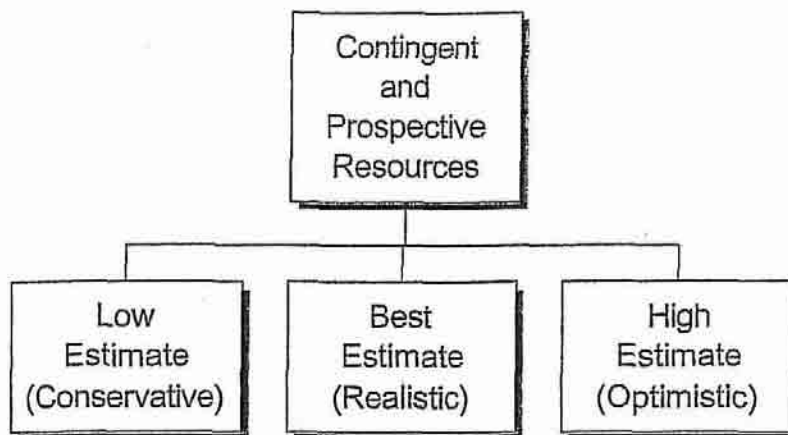 Contingent
and
Prospective
Resources
Low
Estimate
(Conservative)
Best
Estimate
(Realistic)
High
Estimate
(Optimistic)